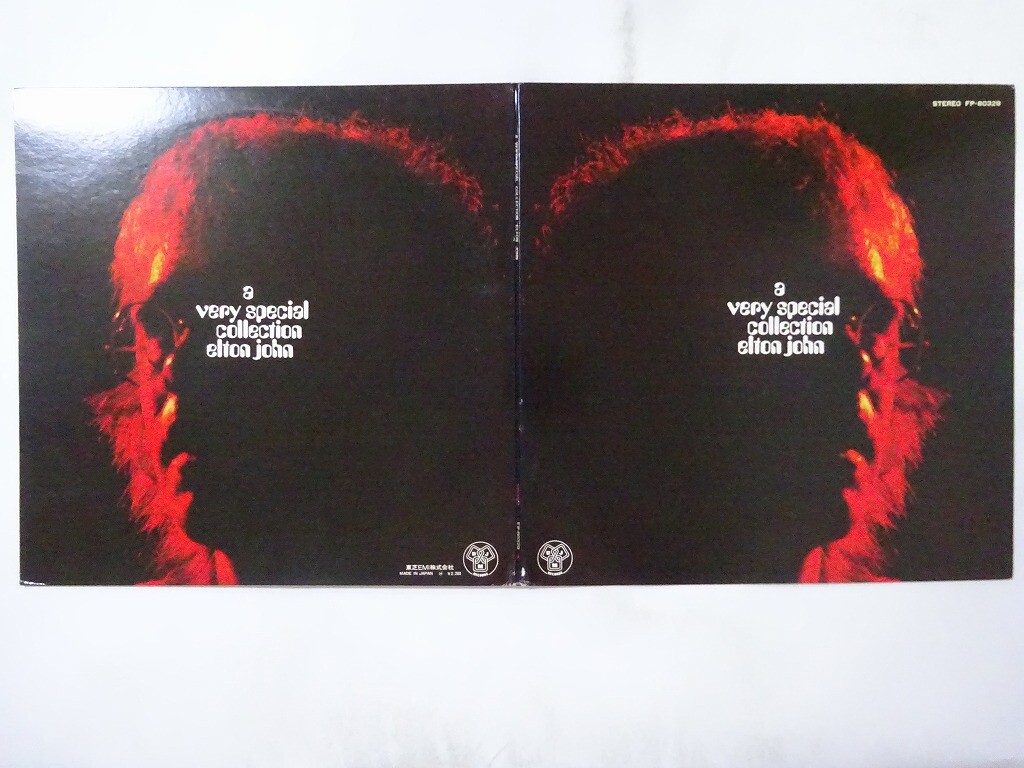 a
very special
collection
elton john
東芝EMI株式会社
MADE IN JAPAN
STEREO FP-80329
a
very special
collection
elton john